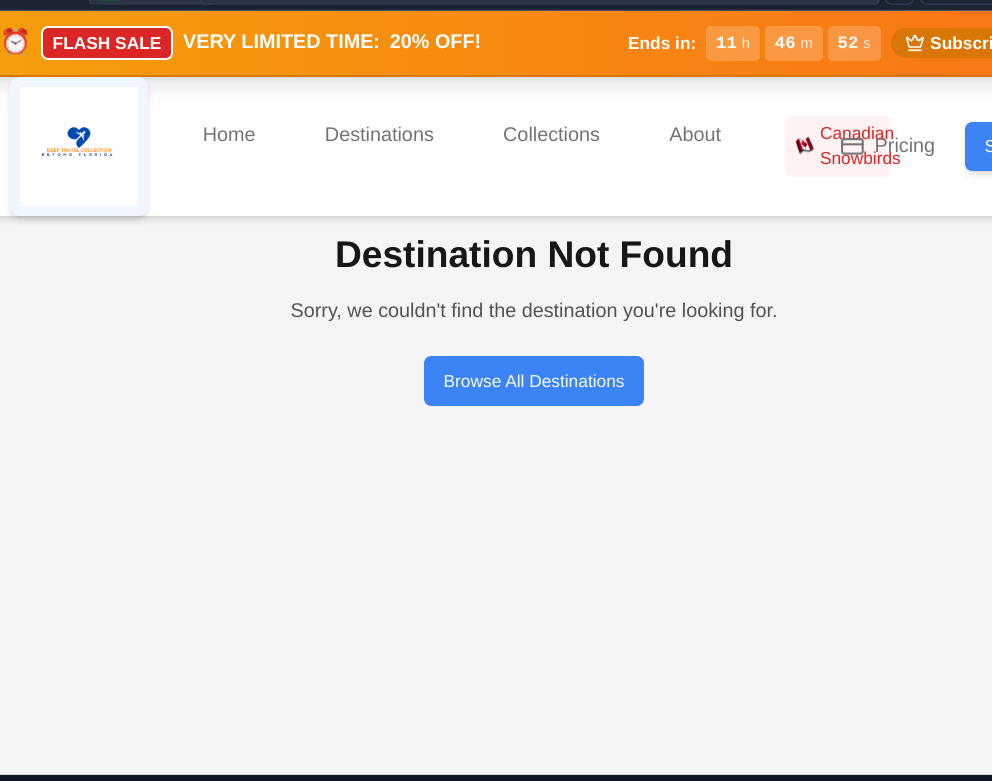 FLASH SALE VERY LIMITED TIME: 20% OFF! Ends in: 11 h 46 m 52 s Subscri
DEEP TRAVEL COLLECTION
BEYOND FLORIDA
Home Destinations Collections About
Canadian
Snowbirds
Pricing
S
Destination Not Found
Sorry, we couldn't find the destination you're looking for.
Browse All Destinations